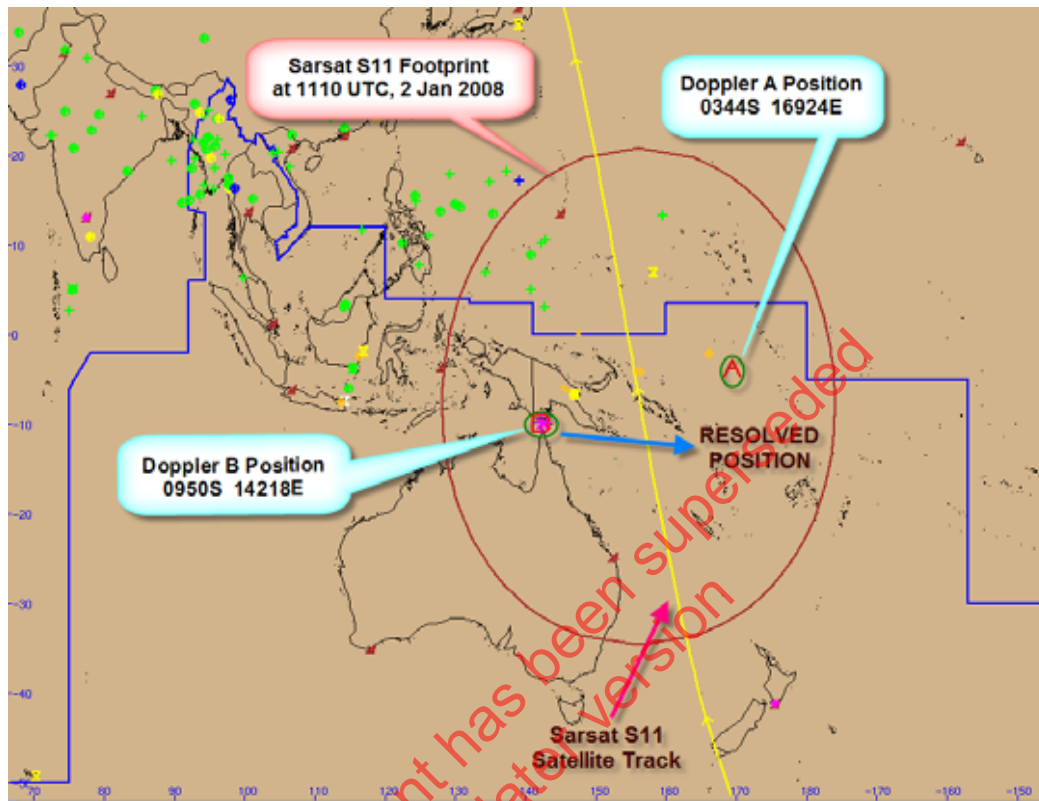 Sarsat S11 Footprint
at 1110 UTC, 2 Jan 2008
Doppler A Position
0344S 16924E
30
20
10
0
A
RESOLVED
POSITION
Doppler B Position
0950S 14218E
-10
-20
-30
-40
Sarsat S11
Satellite Track
nt has been superseded
later version
70
80
90
100
110
120
130
140
150
160
170
180
-170
-160
-150